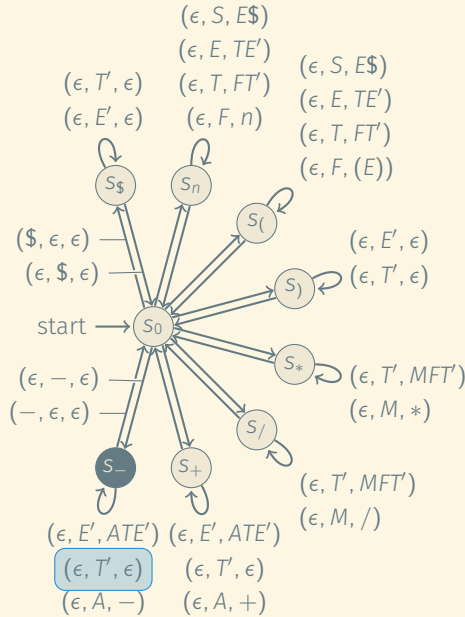 (ϵ, S, E$)
(ϵ, E, TE′)
(ϵ, T, FT′)
(ϵ, F, n)
(ϵ, T′, ϵ)
(ϵ, E′, ϵ)
(ϵ, S, E$)
(ϵ, E, TE′)
(ϵ, T, FT′)
(ϵ, F, (E))
S$
Sn
S(
($, ϵ, ϵ)
(ϵ, $, ϵ)
(ϵ, E′, ϵ)
(ϵ, T′, ϵ)
S)
start
S0
S*
(ϵ, −, ϵ)
(−, ϵ, ϵ)
(ϵ, T′, MFT′)
(ϵ, M, *)
S/
S−
S+
(ϵ, T′, MFT′)
(ϵ, M, /)
(ϵ, E′, ATE′)
(ϵ, T′, ϵ)
(ϵ, A, −)
(ϵ, E′, ATE′)
(ϵ, T′, ϵ)
(ϵ, A, +)